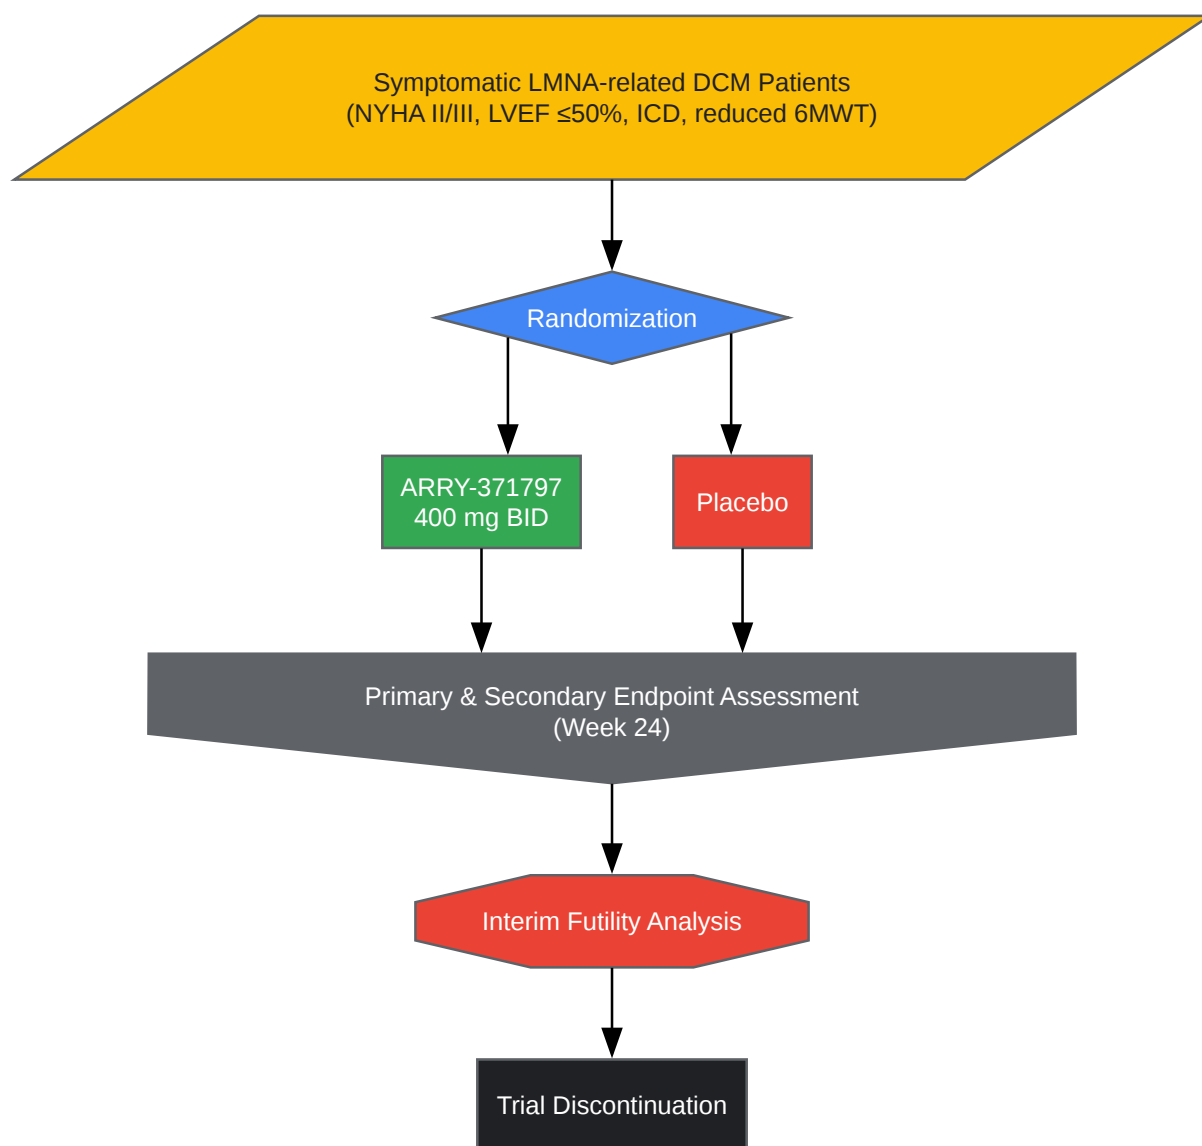 Symptomatic LMNA-related DCM Patients
(NYHA II/III, LVEF ≤50%, ICD, reduced 6MWT)
Randomization
ARRY-371797
400 mg BID
Placebo
Primary & Secondary Endpoint Assessment
(Week 24)
Interim Futility Analysis
Trial Discontinuation